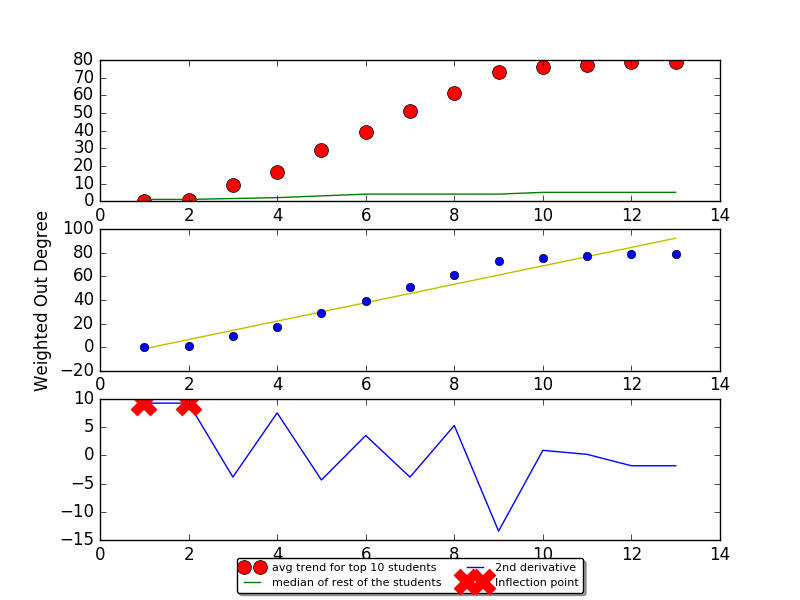 80
70
60
50
40
30
20
10
0
0 2 4 6 8 10 12 14
Weighted Out Degree
100
80
60
40
20
0
−20
0 2 4 6 8 10 12 14
10
5
0
−5
−10
−15
0 2 4 6 8 10 12 14
avg trend for top 10 students
median of rest of the students
2nd derivative
Inflection point